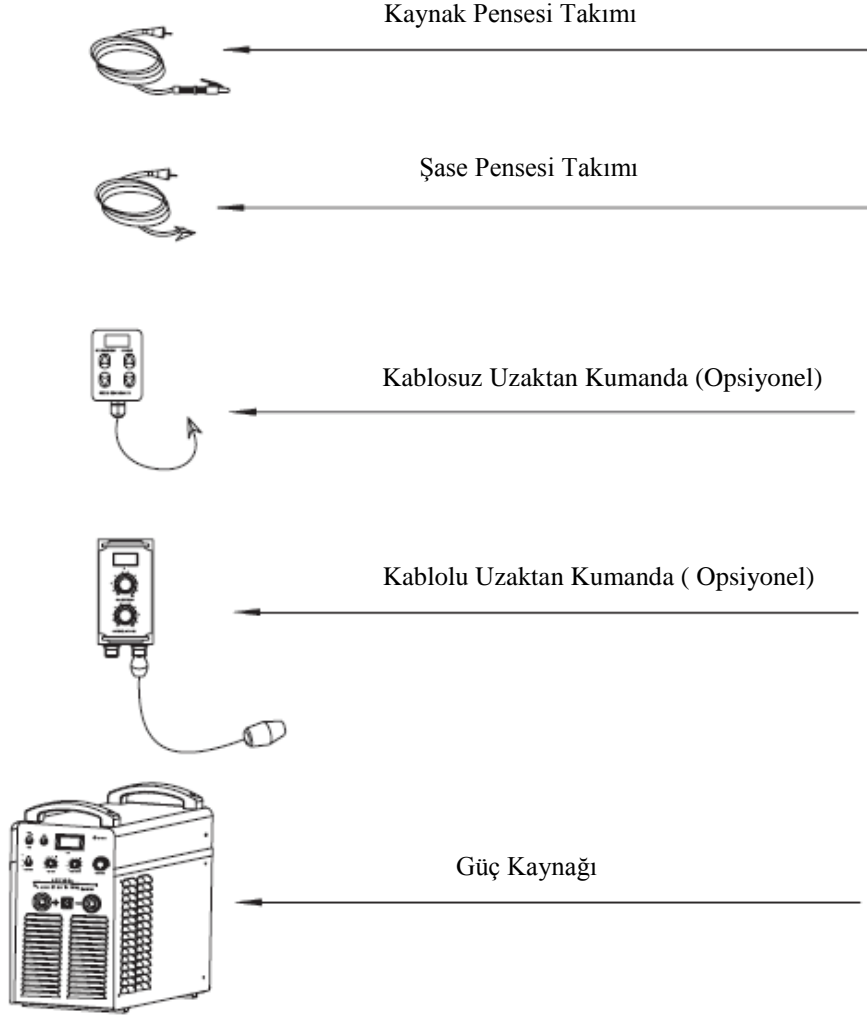 Kaynak Pensesi Takımı
Şase Pensesi Takımı
Kablosuz Uzaktan Kumanda (Opsiyonel)
Kablolu Uzaktan Kumanda ( Opsiyonel)
Güç Kaynağı